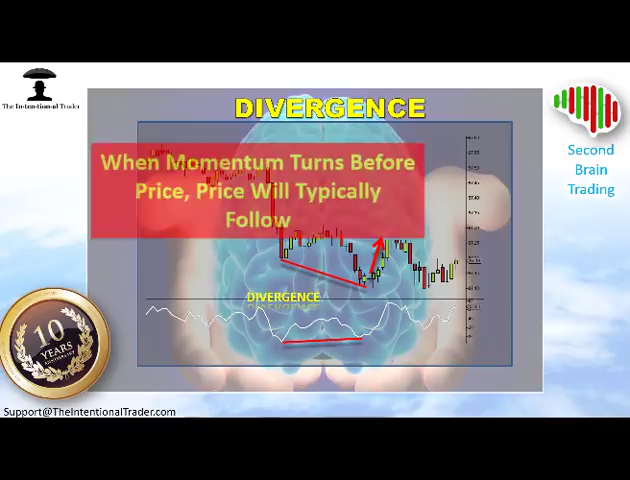 The Intentional Trader
DIVERGENCE
When Momentum Turns Before
Price, Price Will Typically
Follow
Second
Brain
Trading
DIVERGENCE
10
YEARS
ANNIVERSARY
Support@TheIntentionalTrader.com